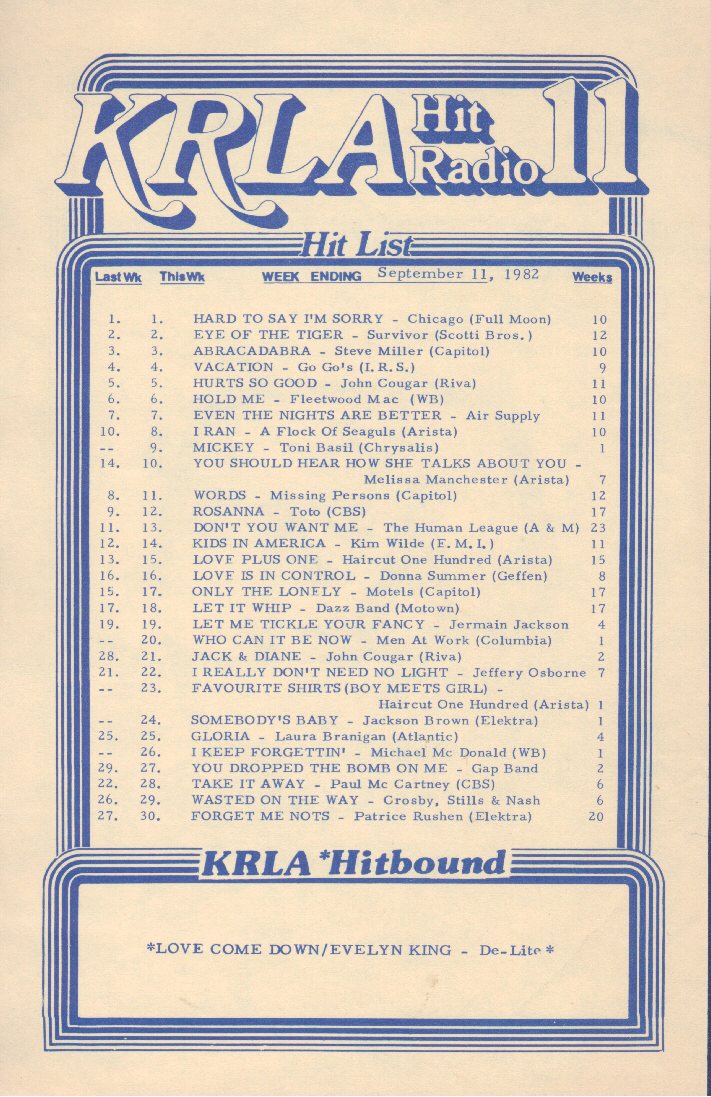 KRLA Hit Radio 11
Hit List
Last Wk This Wk WEEK ENDING September 11, 1982 Weeks
1. 1. HARD TO SAY I'M SORRY - Chicago (Full Moon) 10
2. 2. EYE OF THE TIGER - Survivor (Scotti Bros.) 12
3. 3. ABRACADABRA - Steve Miller (Capitol) 10
4. 4. VACATION - Go Go's (I.R.S.) 9
5. 5. HURTS SO GOOD - John Cougar (Riva) 11
6. 6. HOLD ME - Fleetwood Mac (WB) 10
7. 7. EVEN THE NIGHTS ARE BETTER - Air Supply 11
10. 8. I RAN - A Flock Of Seaguls (Arista) 10
-- 9. MICKEY - Toni Basil (Chrysalis) 1
14. 10. YOU SHOULD HEAR HOW SHE TALKS ABOUT YOU -
Melissa Manchester (Arista) 7
8. 11. WORDS - Missing Persons (Capitol) 12
9. 12. ROSANNA - Toto (CBS) 17
11. 13. DON'T YOU WANT ME - The Human League (A & M) 23
12. 14. KIDS IN AMERICA - Kim Wilde (E.M.I.) 11
13. 15. LOVE PLUS ONE - Haircut One Hundred (Arista) 15
16. 16. LOVE IS IN CONTROL - Donna Summer (Geffen) 8
15. 17. ONLY THE LONELY - Motels (Capitol) 17
17. 18. LET IT WHIP - Dazz Band (Motown) 17
19. 19. LET ME TICKLE YOUR FANCY - Jermain Jackson 4
-- 20. WHO CAN IT BE NOW - Men At Work (Columbia) 1
28. 21. JACK & DIANE - John Cougar (Riva) 2
21. 22. I REALLY DON'T NEED NO LIGHT - Jeffery Osborne 7
-- 23. FAVOURITE SHIRTS (BOY MEETS GIRL) -
Haircut One Hundred (Arista) 1
-- 24. SOMEBODY'S BABY - Jackson Brown (Elektra) 1
25. 25. GLORIA - Laura Branigan (Atlantic) 4
-- 26. I KEEP FORGETTIN' - Michael Mc Donald (WB) 1
29. 27. YOU DROPPED THE BOMB ON ME - Gap Band 2
22. 28. TAKE IT AWAY - Paul Mc Cartney (CBS) 6
26. 29. WASTED ON THE WAY - Crosby, Stills & Nash 6
27. 30. FORGET ME NOTS - Patrice Rushen (Elektra) 20
KRLA *Hitbound
*LOVE COME DOWN/EVELYN KING - De-Lite *